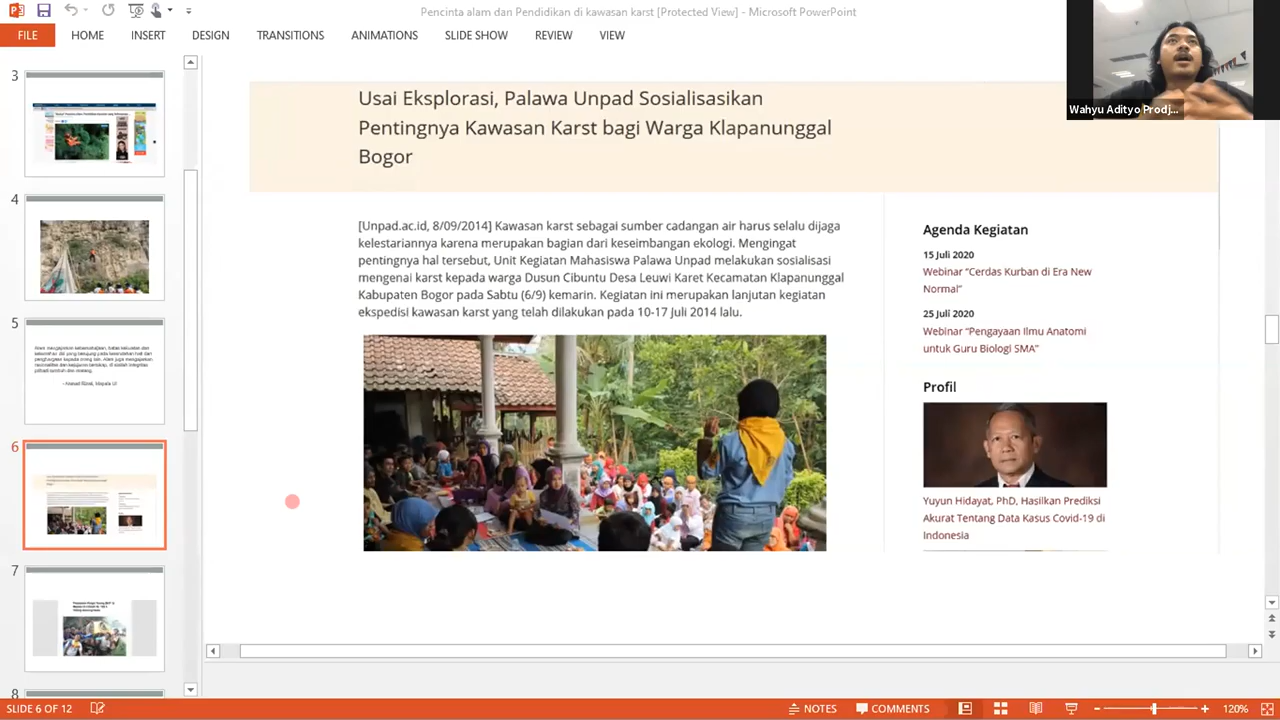 Pencinta alam dan Pendidikan di kawasan karst [Protected View] - Microsoft PowerPoint
FILE HOME INSERT DESIGN TRANSITIONS ANIMATIONS SLIDE SHOW REVIEW VIEW
Wahyu Adityo Prodj...
3
4
5
- Ahmad Rizali, Mapala UI
6
7
8
Usai Eksplorasi, Palawa Unpad Sosialisasikan
Pentingnya Kawasan Karst bagi Warga Klapanunggal
Bogor
[Unpad.ac.id, 8/09/2014] Kawasan karst sebagai sumber cadangan air harus selalu dijaga
kelestariannya karena merupakan bagian dari keseimbangan ekologi. Mengingat
pentingnya hal tersebut, Unit Kegiatan Mahasiswa Palawa Unpad melakukan sosialisasi
mengenai karst kepada warga Dusun Cibuntu Desa Leuwi Karet Kecamatan Klapanunggal
Kabupaten Bogor pada Sabtu (6/9) kemarin. Kegiatan ini merupakan lanjutan kegiatan
ekspedisi kawasan karst yang telah dilakukan pada 10-17 Juli 2014 lalu.
Agenda Kegiatan
15 Juli 2020
Webinar “Cerdas Kurban di Era New
Normal”
25 Juli 2020
Webinar “Pengayaan Ilmu Anatomi
untuk Guru Biologi SMA”
Profil
Yuyun Hidayat, PhD, Hasilkan Prediksi
Akurat Tentang Data Kasus Covid-19 di
Indonesia
SLIDE 6 OF 12
NOTES COMMENTS 120%